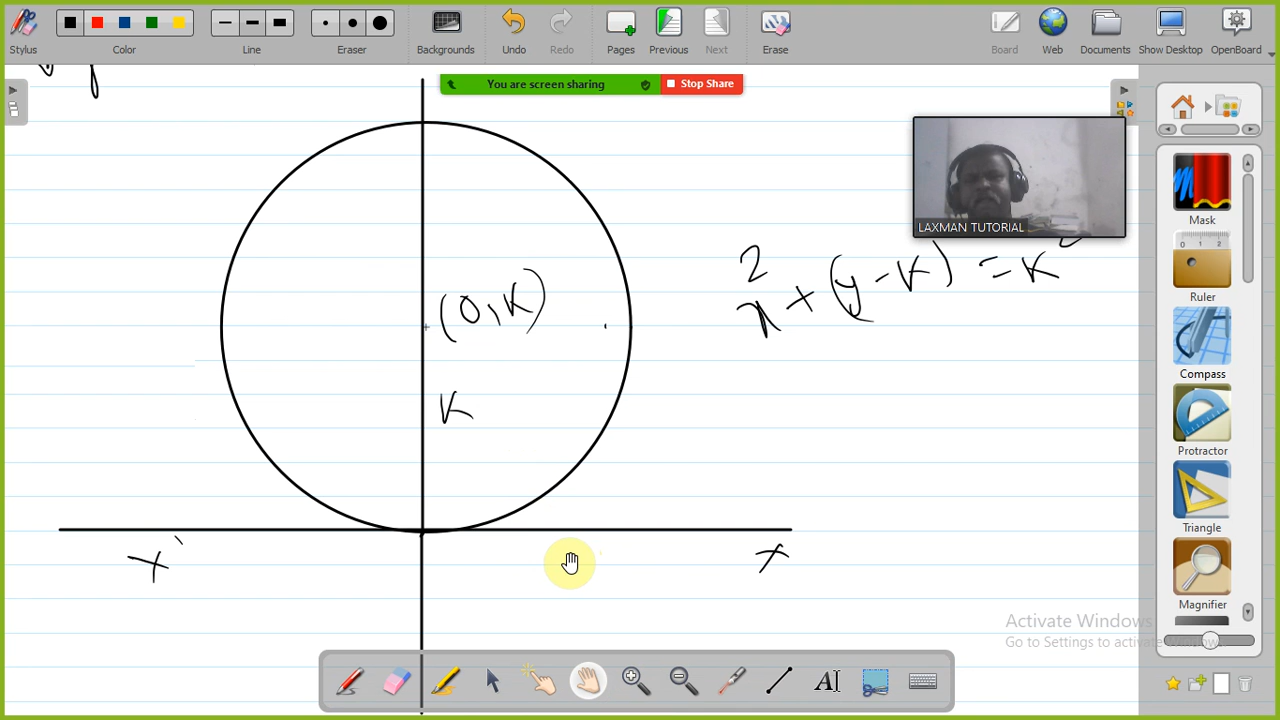 Stylus Color Line Eraser Backgrounds Undo Redo Pages Previous Next Erase Board Web Documents Show Desktop OpenBoard
You are screen sharing Stop Share
LAXMAN TUTORIAL
x² + (y - K) = K²
(0, K)
K
X'
X
Mask
Ruler
Compass
Protractor
Triangle
Magnifier
Activate Windows
Go to Settings to activate Windows.